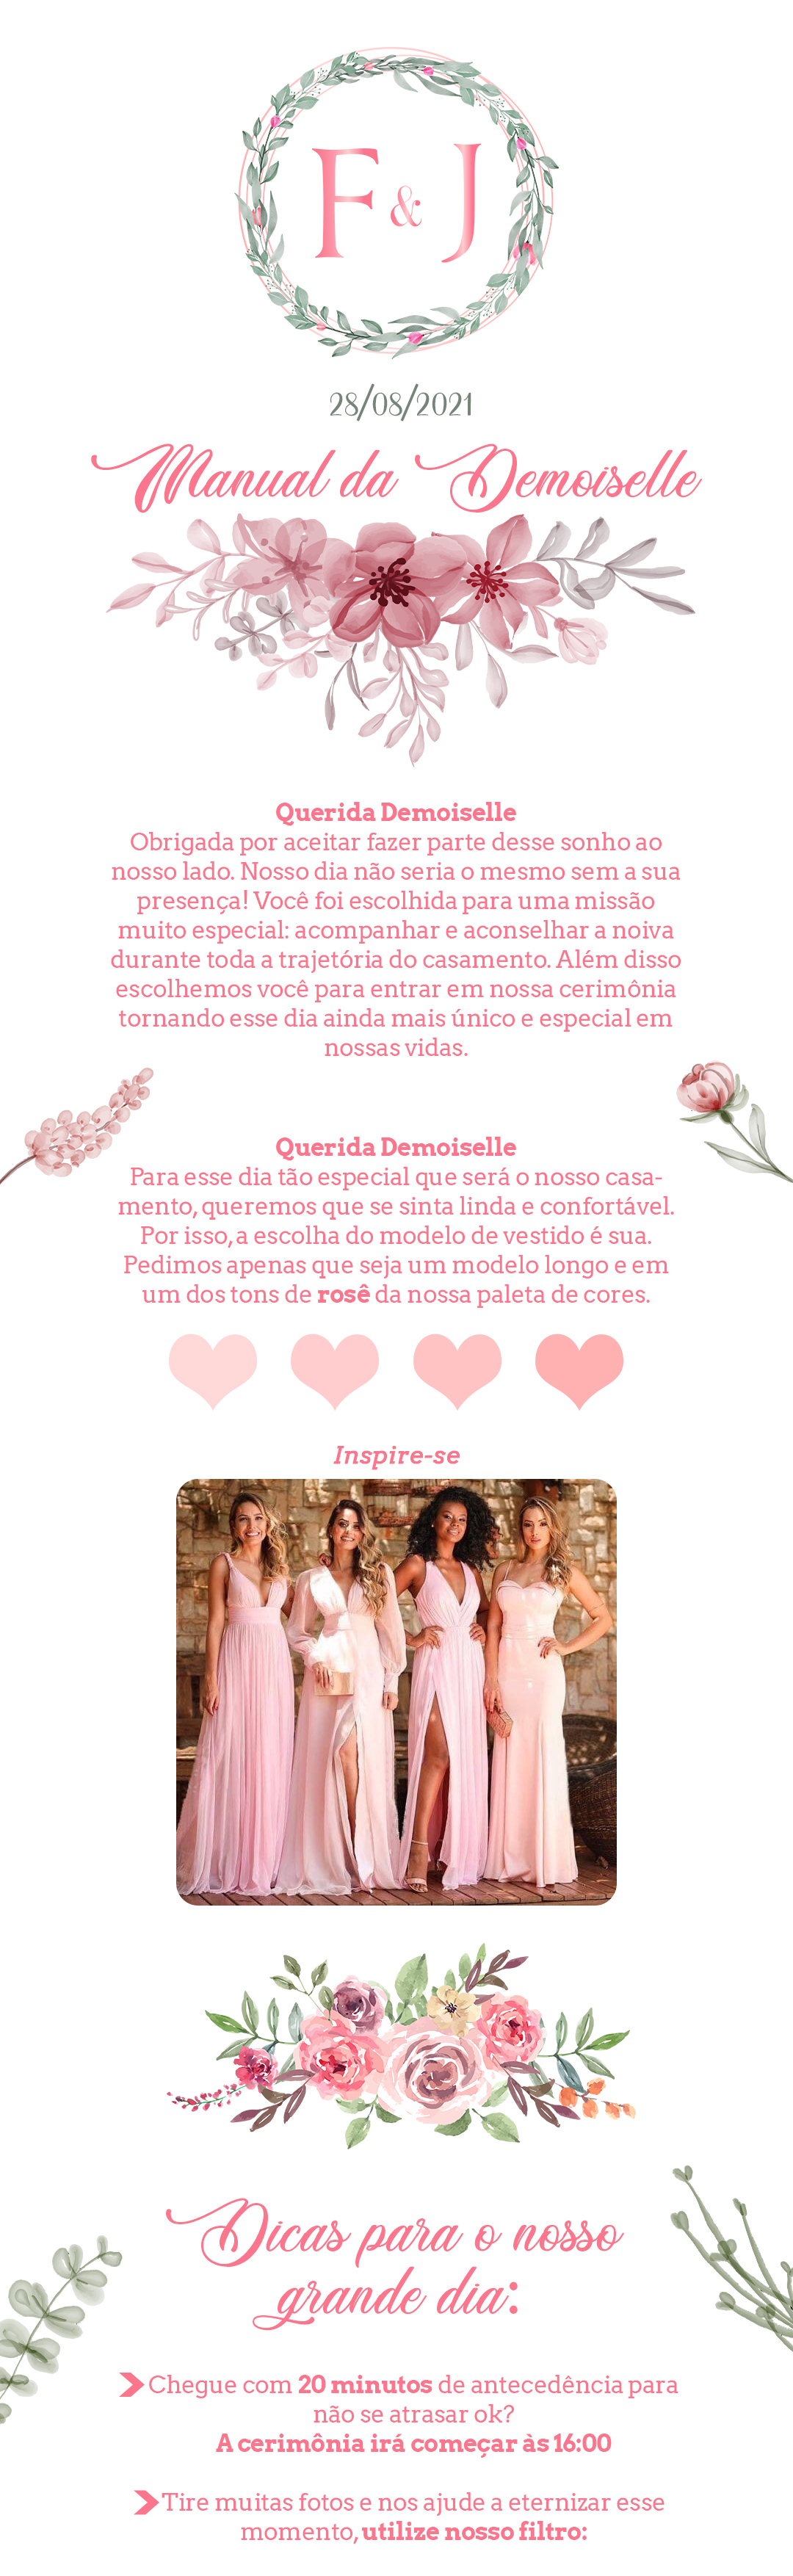 F & J
28/08/2021
Manual da Demoiselle
Querida Demoiselle
Obrigada por aceitar fazer parte desse sonho ao
nosso lado. Nosso dia não seria o mesmo sem a sua
presença! Você foi escolhida para uma missão
muito especial: acompanhar e aconselhar a noiva
durante toda a trajetória do casamento. Além disso
escolhemos você para entrar em nossa cerimônia
tornando esse dia ainda mais único e especial em
nossas vidas.
Querida Demoiselle
Para esse dia tão especial que será o nosso casa-
mento, queremos que se sinta linda e confortável.
Por isso, a escolha do modelo de vestido é sua.
Pedimos apenas que seja um modelo longo e em
um dos tons de rosê da nossa paleta de cores.
Inspire-se
Dicas para o nosso
grande dia:
Chegue com 20 minutos de antecedência para
não se atrasar ok?
A cerimônia irá começar às 16:00
Tire muitas fotos e nos ajude a eternizar esse
momento, utilize nosso filtro: